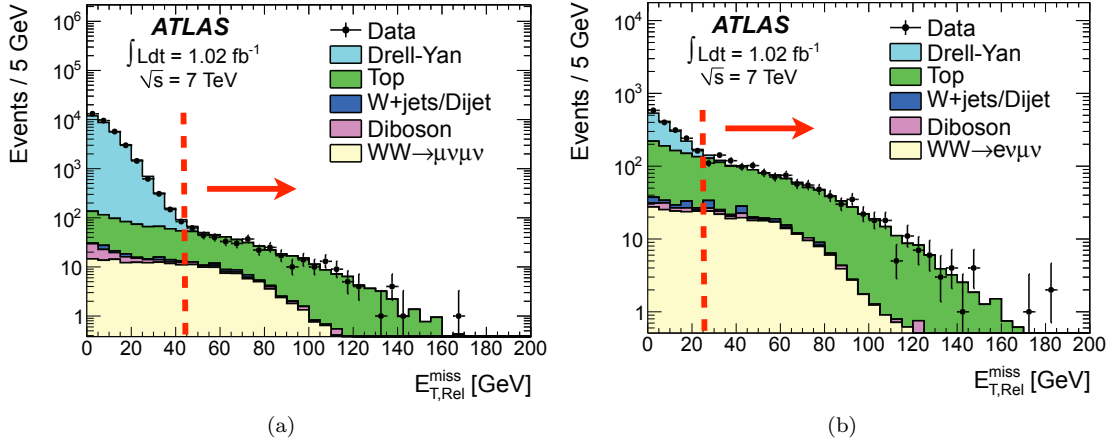 Events / 5 GeV
10⁶
10⁵
10⁴
10³
10²
10
1
ATLAS
∫Ldt = 1.02 fb⁻¹
√s = 7 TeV
Data
Drell-Yan
Top
W+jets/Dijet
Diboson
WW→μνμν
0 20 40 60 80 100 120 140 160 180 200
E_{T,Rel}^{miss} [GeV]
(a)
Events / 5 GeV
10⁴
10³
10²
10
1
ATLAS
∫Ldt = 1.02 fb⁻¹
√s = 7 TeV
Data
Drell-Yan
Top
W+jets/Dijet
Diboson
WW→eνμν
0 20 40 60 80 100 120 140 160 180 200
E_{T,Rel}^{miss} [GeV]
(b)